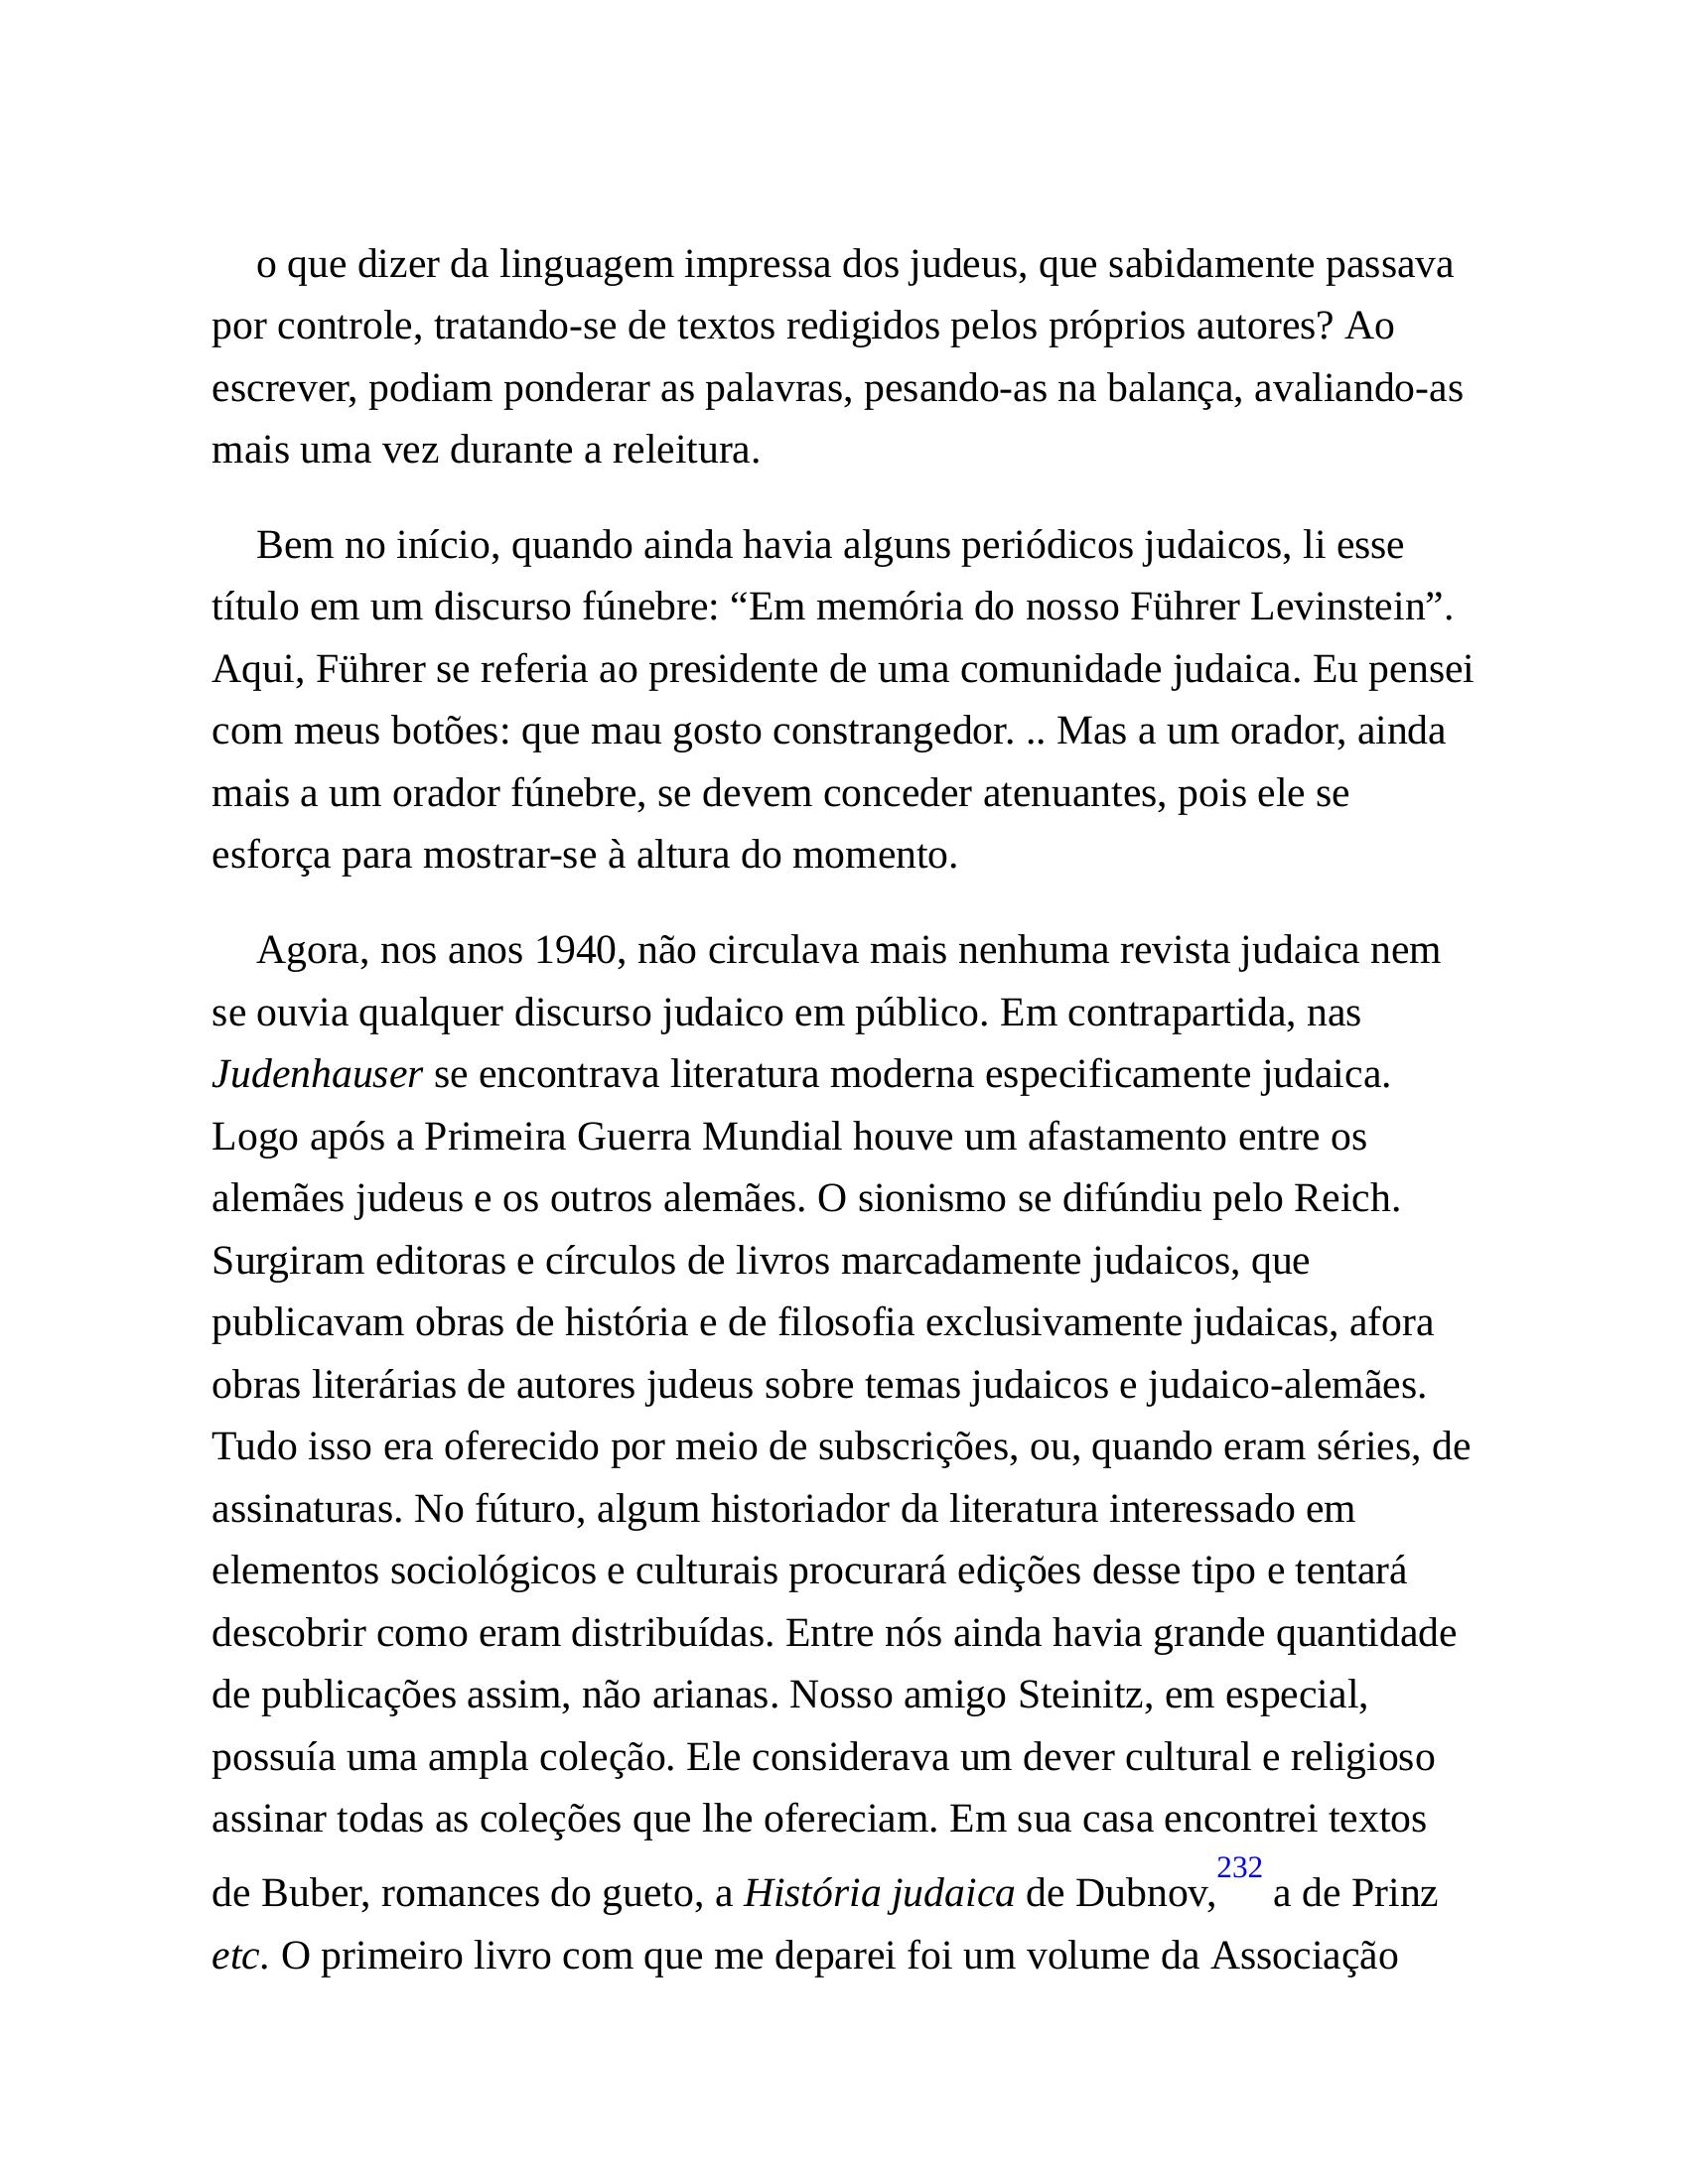 o que dizer da linguagem impressa dos judeus, que sabidamente passava
por controle, tratando-se de textos redigidos pelos próprios autores? Ao
escrever, podiam ponderar as palavras, pesando-as na balança, avaliando-as
mais uma vez durante a releitura.
Bem no início, quando ainda havia alguns periódicos judaicos, li esse
título em um discurso fúnebre: “Em memória do nosso Führer Levinstein”.
Aqui, Führer se referia ao presidente de uma comunidade judaica. Eu pensei
com meus botões: que mau gosto constrangedor. .. Mas a um orador, ainda
mais a um orador fúnebre, se devem conceder atenuantes, pois ele se
esforça para mostrar-se à altura do momento.
Agora, nos anos 1940, não circulava mais nenhuma revista judaica nem
se ouvia qualquer discurso judaico em público. Em contrapartida, nas
Judenhauser se encontrava literatura moderna especificamente judaica.
Logo após a Primeira Guerra Mundial houve um afastamento entre os
alemães judeus e os outros alemães. O sionismo se difúndiu pelo Reich.
Surgiram editoras e círculos de livros marcadamente judaicos, que
publicavam obras de história e de filosofia exclusivamente judaicas, afora
obras literárias de autores judeus sobre temas judaicos e judaico-alemães.
Tudo isso era oferecido por meio de subscrições, ou, quando eram séries, de
assinaturas. No fúturo, algum historiador da literatura interessado em
elementos sociológicos e culturais procurará edições desse tipo e tentará
descobrir como eram distribuídas. Entre nós ainda havia grande quantidade
de publicações assim, não arianas. Nosso amigo Steinitz, em especial,
possuía uma ampla coleção. Ele considerava um dever cultural e religioso
assinar todas as coleções que lhe ofereciam. Em sua casa encontrei textos
de Buber, romances do gueto, a História judaica de Dubnov,232 a de Prinz
etc. O primeiro livro com que me deparei foi um volume da Associação